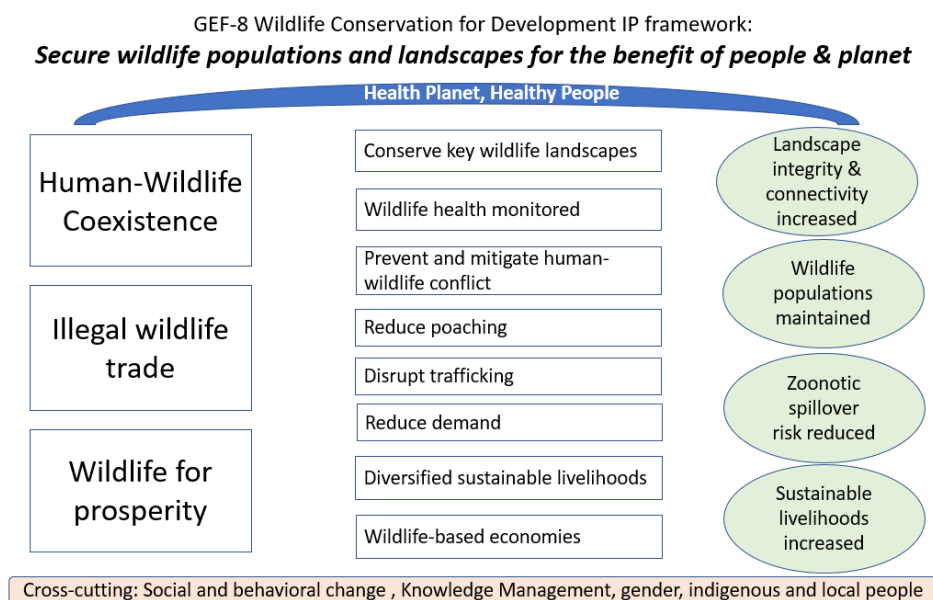 GEF-8 Wildlife Conservation for Development IP framework:
Secure wildlife populations and landscapes for the benefit of people & planet
Health Planet, Healthy People
Human-Wildlife
Coexistence
Illegal wildlife
trade
Wildlife for
prosperity
Conserve key wildlife landscapes
Wildlife health monitored
Prevent and mitigate human-
wildlife conflict
Reduce poaching
Disrupt trafficking
Reduce demand
Diversified sustainable livelihoods
Wildlife-based economies
Landscape
integrity &
connectivity
increased
Wildlife
populations
maintained
Zoonotic
spillover
risk reduced
Sustainable
livelihoods
increased
Cross-cutting: Social and behavioral change , Knowledge Management, gender, indigenous and local people